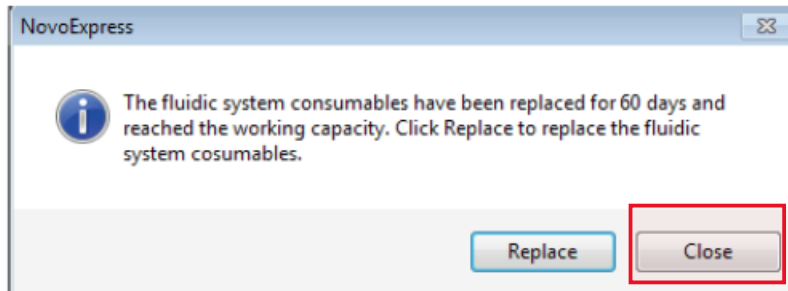 NovoExpress
The fluidic system consumables have been replaced for 60 days and
reached the working capacity. Click Replace to replace the fluidic
system cosumables.
Replace Close